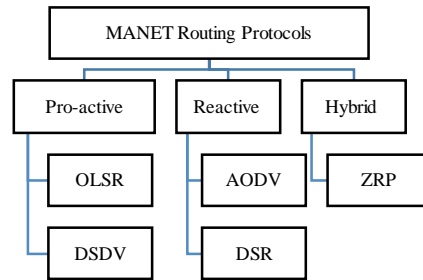 MANET Routing Protocols
Pro-active
Reactive
Hybrid
OLSR
AODV
ZRP
DSDV
DSR